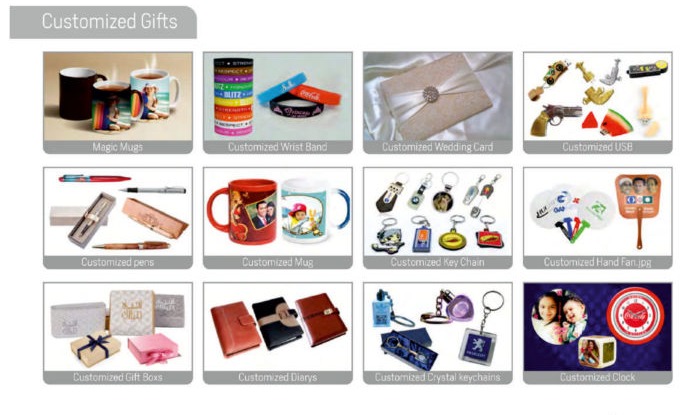 Customized Gifts
Magic Mugs
Customized Wrist Band
Customized Wedding Card
Customized USB
Customized pens
Customized Mug
Customized Key Chain
Customized Hand Fan.jpg
Customized Gift Boxs
Customized Diarys
Customized Crystal keychains
Customized Clock